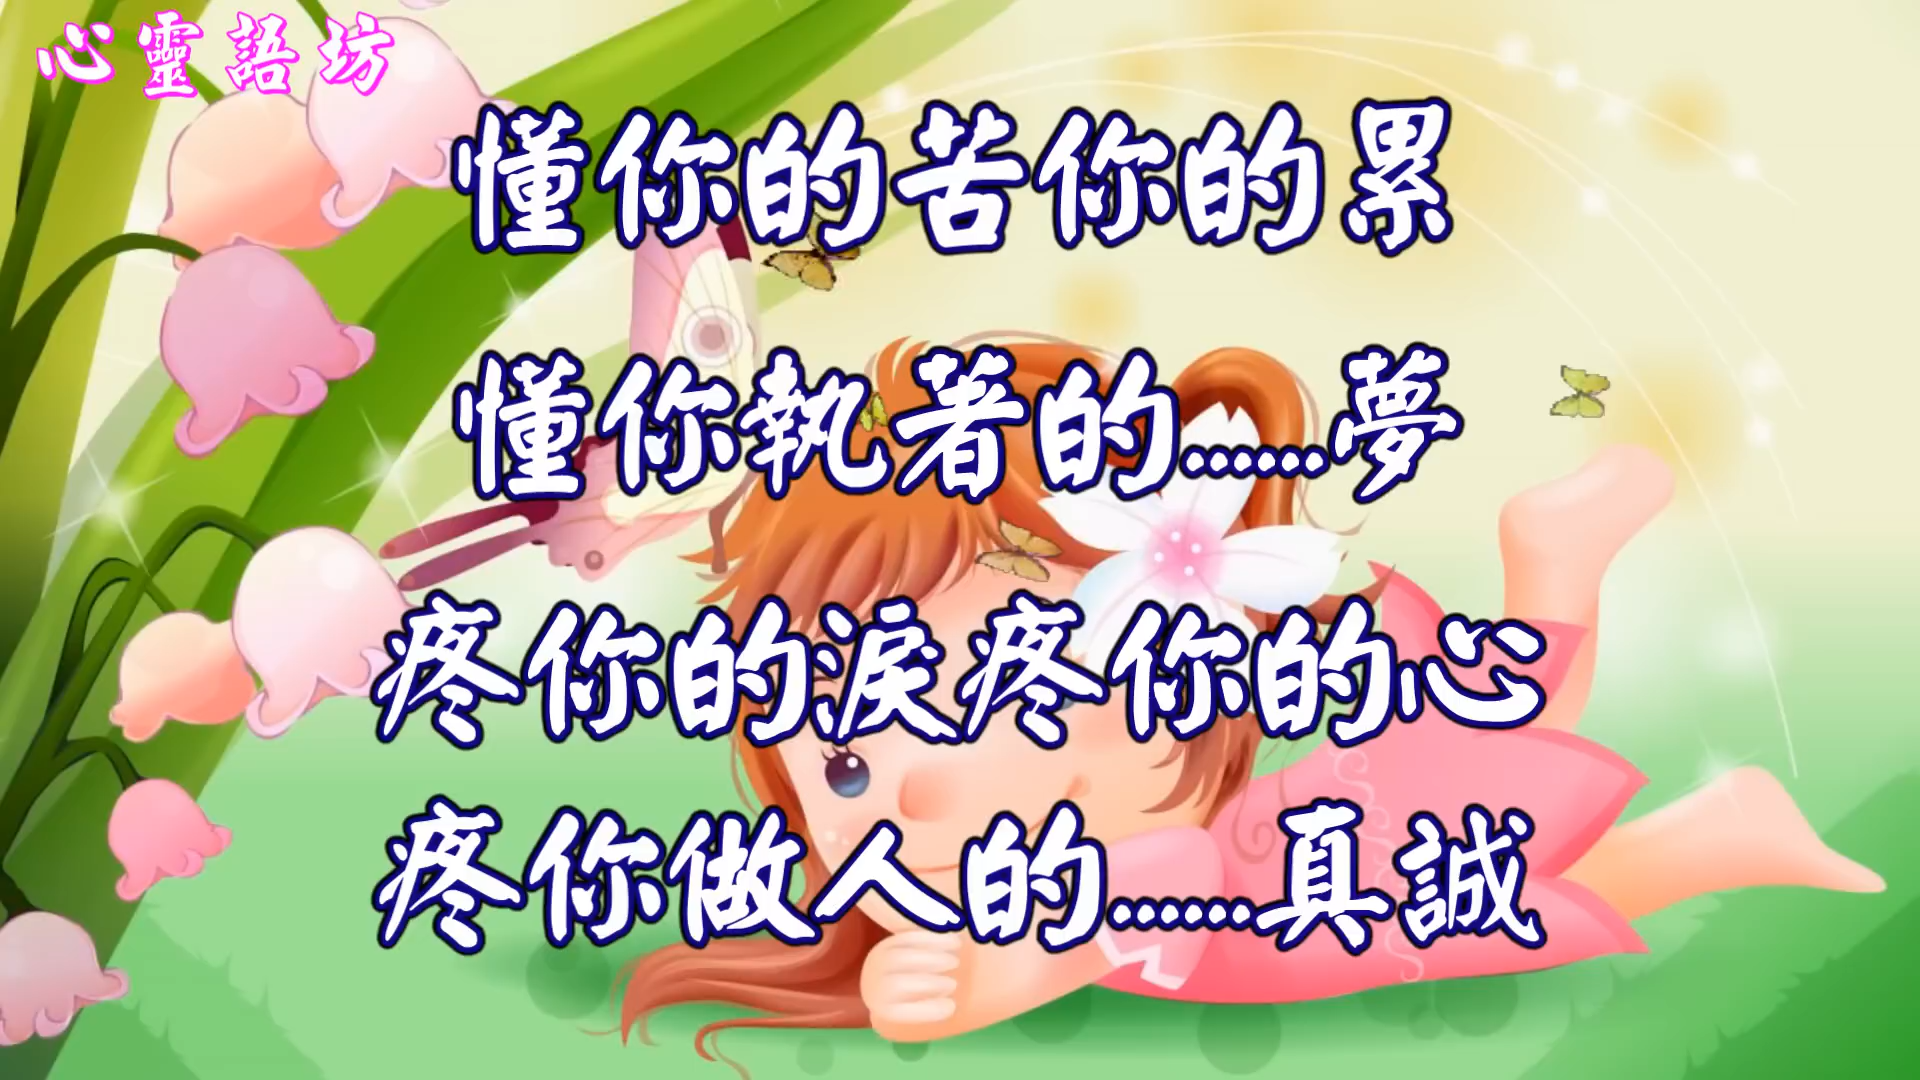 心靈語坊
懂你的苦你的累
懂你執著的......夢
疼你的淚疼你的心
疼你做人的......真誠